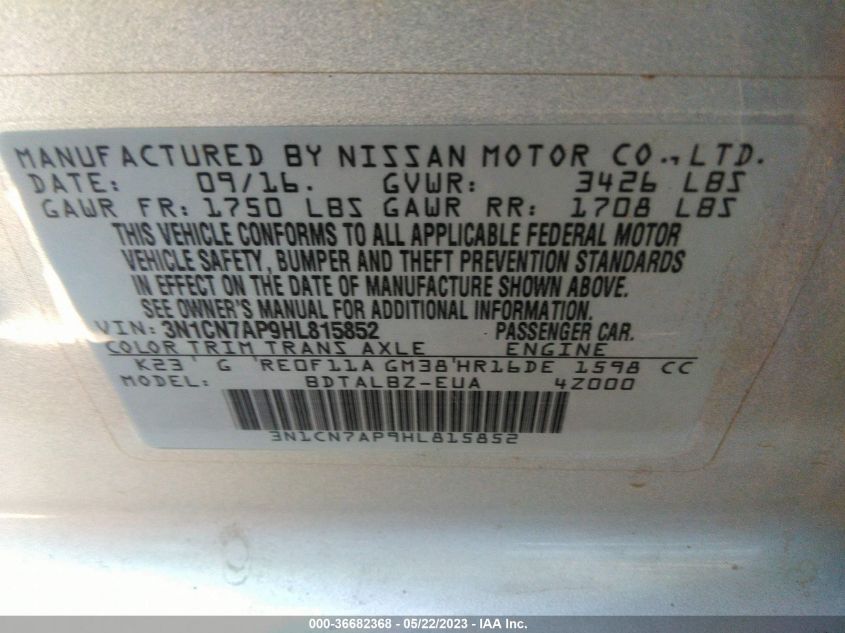 MANUFACTURED BY NISSAN MOTOR CO., LTD.
DATE: 09/16. GVWR: 3426 LBS
GAWR FR: 1750 LBS GAWR RR: 1708 LBS
THIS VEHICLE CONFORMS TO ALL APPLICABLE FEDERAL MOTOR
VEHICLE SAFETY, BUMPER AND THEFT PREVENTION STANDARDS
IN EFFECT ON THE DATE OF MANUFACTURE SHOWN ABOVE.
SEE OWNER'S MANUAL FOR ADDITIONAL INFORMATION.
VIN: 3N1CN7AP9HL815852 PASSENGER CAR.
COLOR TRIM TRANS AXLE ENGINE
K23' G 'RE0F11A GM38'HR16DE 1598 CC
MODEL: BDTALBZ-EUA 4Z000
3N1CN7AP9HL815852
000-36682368 - 05/22/2023 - IAA Inc.